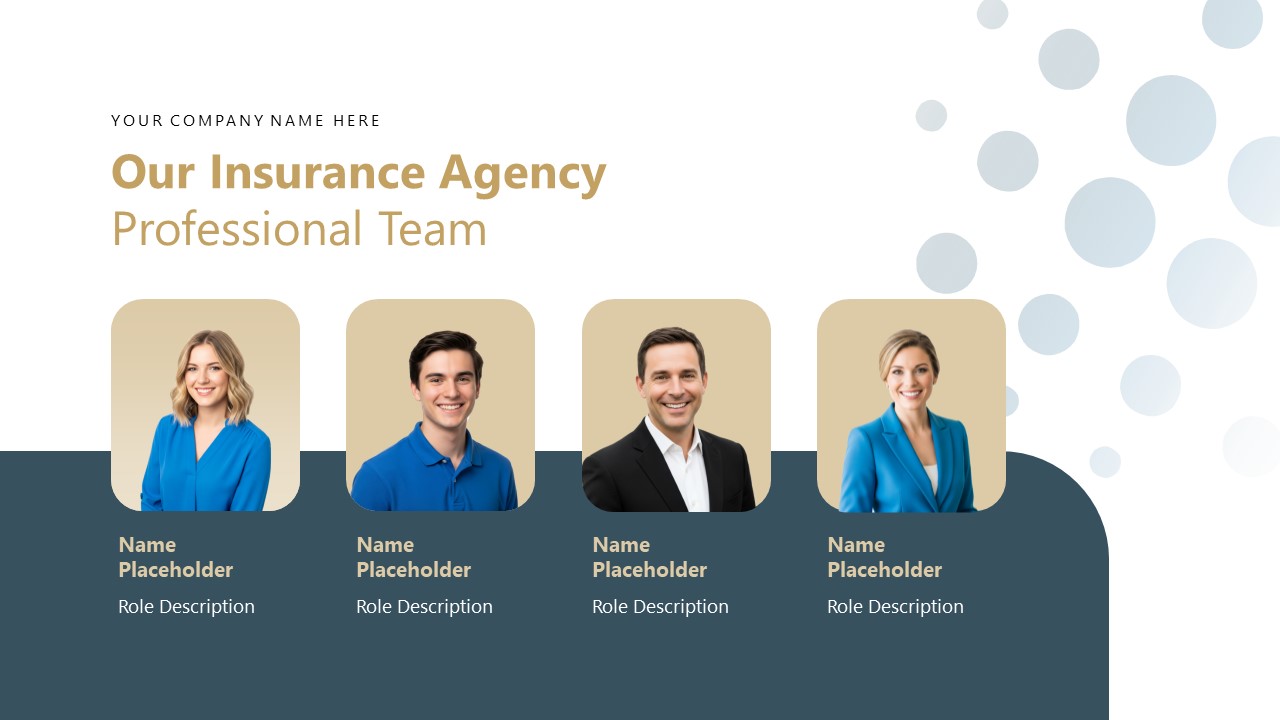 YOUR COMPANY NAME HERE
Our Insurance Agency
Professional Team
Name
Placeholder
Role Description
Name
Placeholder
Role Description
Name
Placeholder
Role Description
Name
Placeholder
Role Description